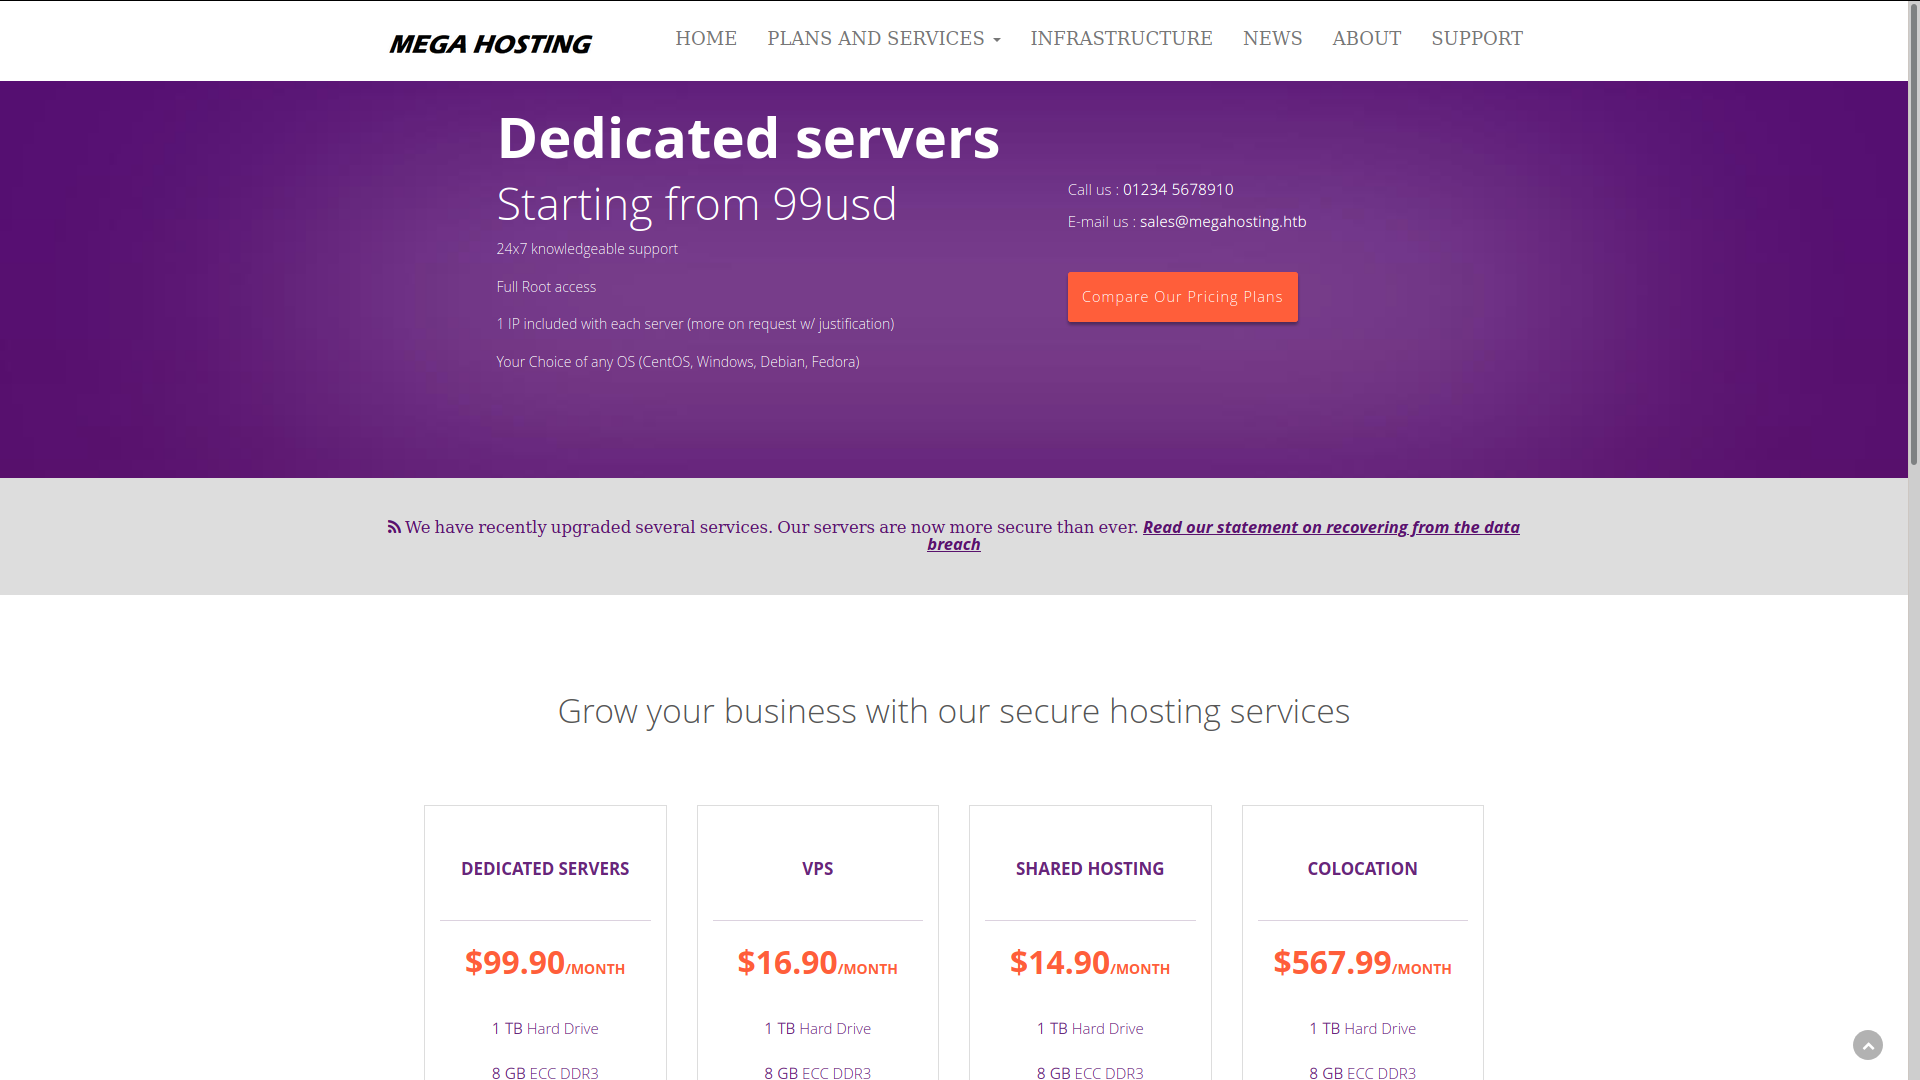 MEGA HOSTING
HOME PLANS AND SERVICES INFRASTRUCTURE NEWS ABOUT SUPPORT
Dedicated servers
Starting from 99usd
24x7 knowledgeable support
Full Root access
1 IP included with each server (more on request w/ justification)
Your Choice of any OS (CentOS, Windows, Debian, Fedora)
Call us : 01234 5678910
E-mail us : sales@megahosting.htb
Compare Our Pricing Plans
We have recently upgraded several services. Our servers are now more secure than ever. Read our statement on recovering from the data
breach
Grow your business with our secure hosting services
DEDICATED SERVERS
$99.90/MONTH
1 TB Hard Drive
8 GB ECC DDR3
VPS
$16.90/MONTH
1 TB Hard Drive
8 GB ECC DDR3
SHARED HOSTING
$14.90/MONTH
1 TB Hard Drive
8 GB ECC DDR3
COLOCATION
$567.99/MONTH
1 TB Hard Drive
8 GB ECC DDR3